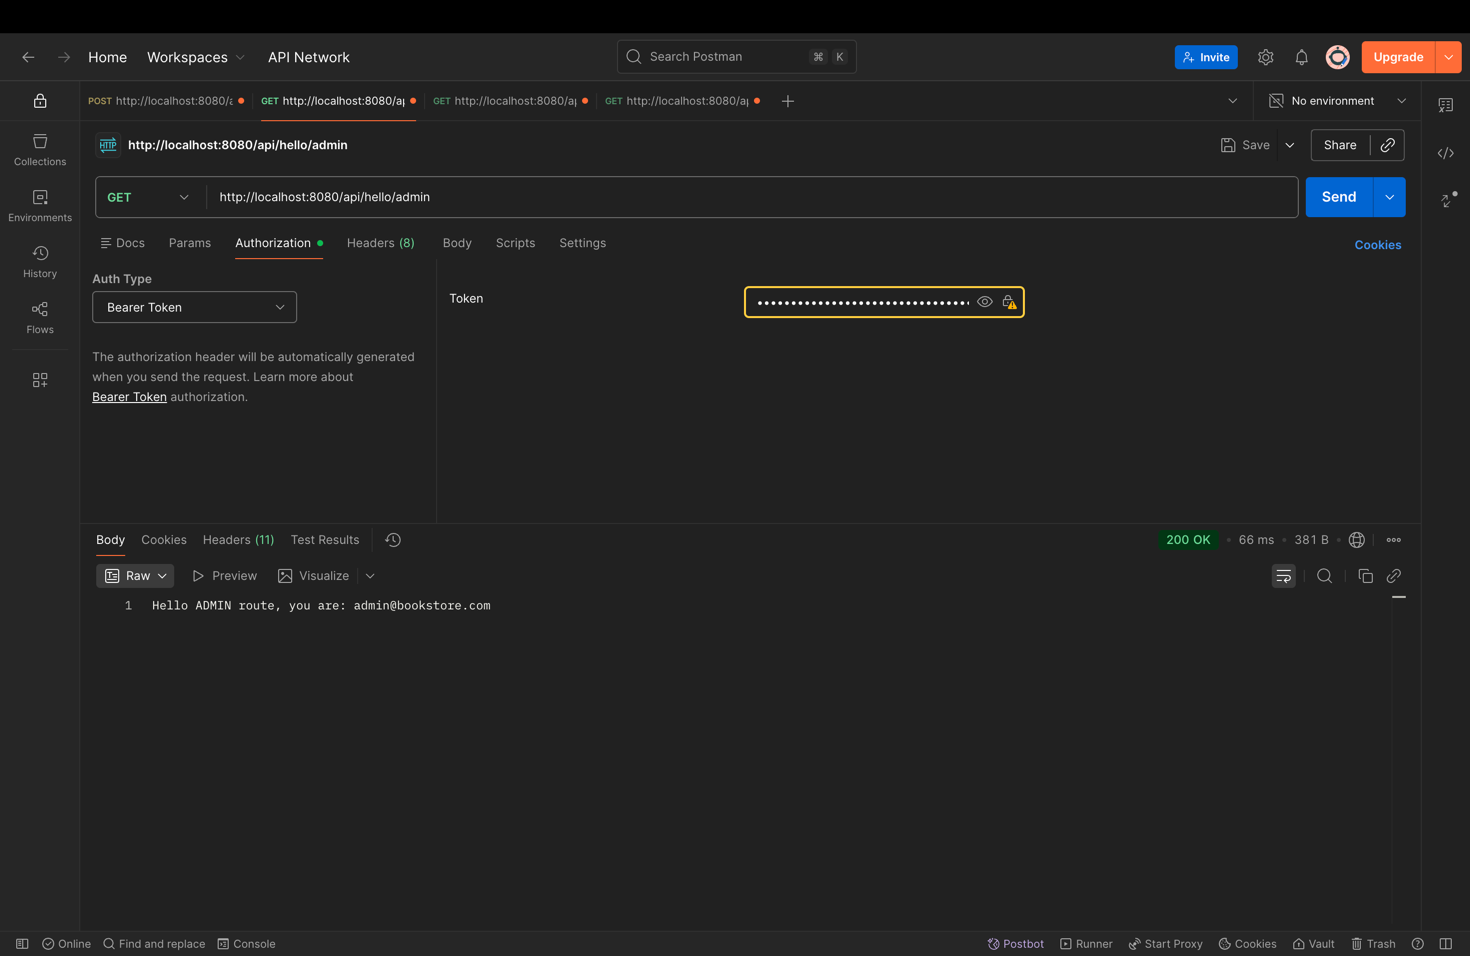 Home Workspaces API Network Search Postman ⌘ K Invite Upgrade
POST http://localhost:8080/a GET http://localhost:8080/a GET http://localhost:8080/a GET http://localhost:8080/a No environment
HTTP http://localhost:8080/api/hello/admin Save Share
Collections
GET http://localhost:8080/api/hello/admin Send
Environments
Docs Params Authorization Headers (8) Body Scripts Settings Cookies
History
Auth Type
Token ••••••••••••••••••••••••••••••••
Bearer Token
Flows
The authorization header will be automatically generated
when you send the request. Learn more about
Bearer Token authorization.
Body Cookies Headers (11) Test Results 200 OK • 66 ms • 381 B •
Raw Preview Visualize
1 Hello ADMIN route, you are: admin@bookstore.com
Online Find and replace Console Postbot Runner Start Proxy Cookies Vault Trash